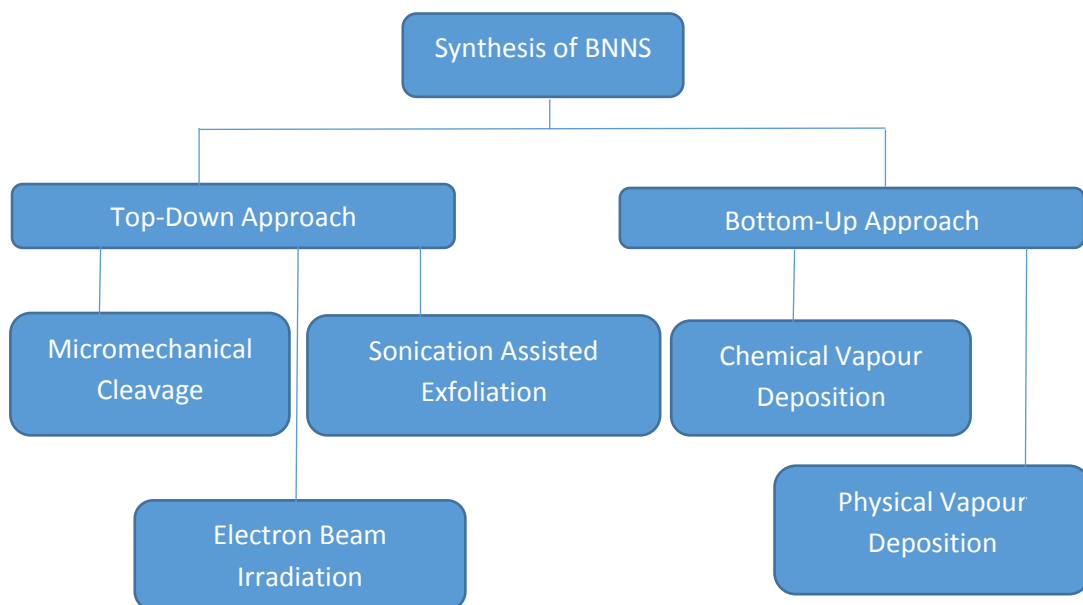 Synthesis of BNNS
Top-Down Approach
Bottom-Up Approach
Micromechanical
Cleavage
Sonication Assisted
Exfoliation
Chemical Vapour
Deposition
Electron Beam
Irradiation
Physical Vapour
Deposition